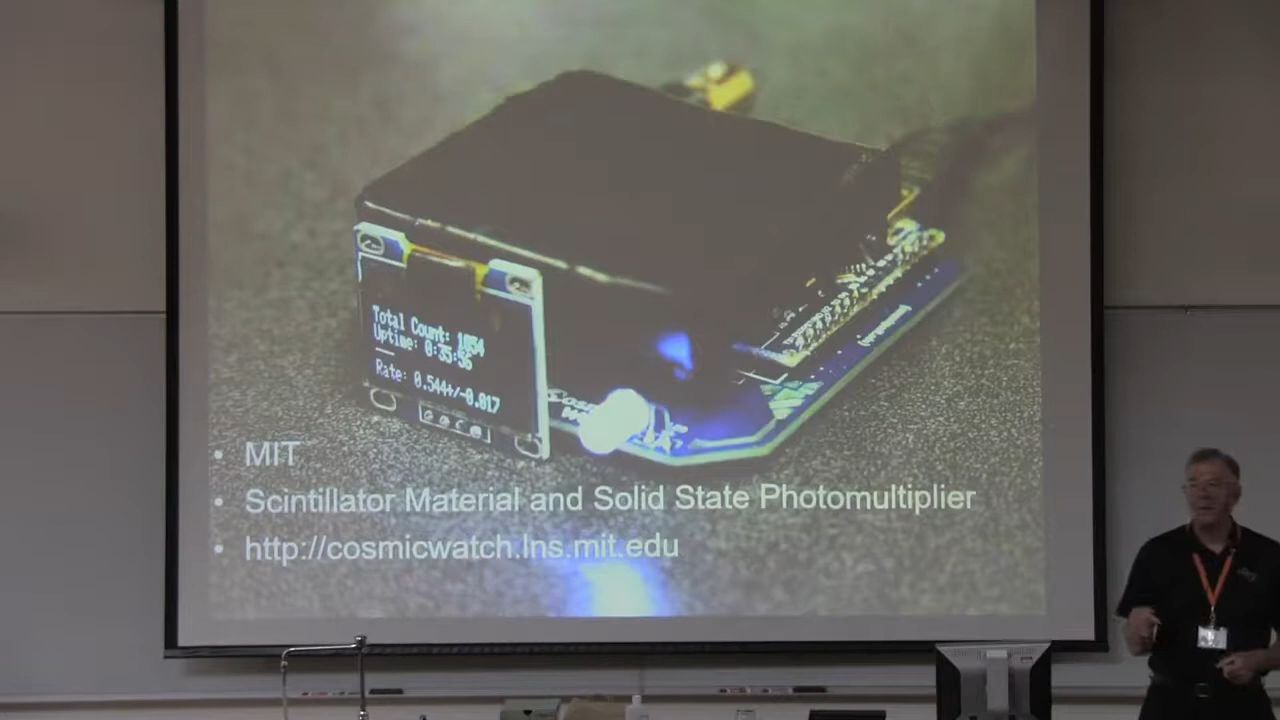 Total Count: 1054
Uptime: 0:35:56
Rate: 0.544+/-0.017
• MIT
• Scintillator Material and Solid State Photomultiplier
• http://cosmicwatch.lns.mit.edu